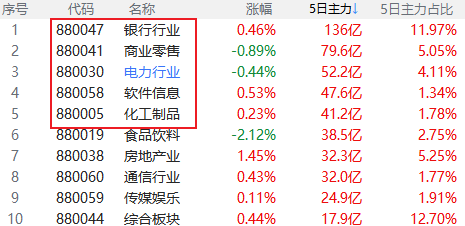 序号 代码 名称 涨幅 5日主力↓ 5日主力占比
1 880047 银行行业 0.46% 136亿 11.97%
2 880041 商业零售 -0.89% 79.6亿 5.05%
3 880030 电力行业 -0.44% 52.2亿 4.11%
4 880058 软件信息 0.53% 47.6亿 1.34%
5 880005 化工制品 0.23% 41.2亿 1.78%
6 880019 食品饮料 -2.12% 38.5亿 2.75%
7 880038 房地产业 1.45% 32.3亿 5.25%
8 880060 通信行业 0.43% 32.0亿 1.77%
9 880059 传媒娱乐 0.11% 24.9亿 1.91%
10 880044 综合板块 0.44% 17.9亿 12.70%